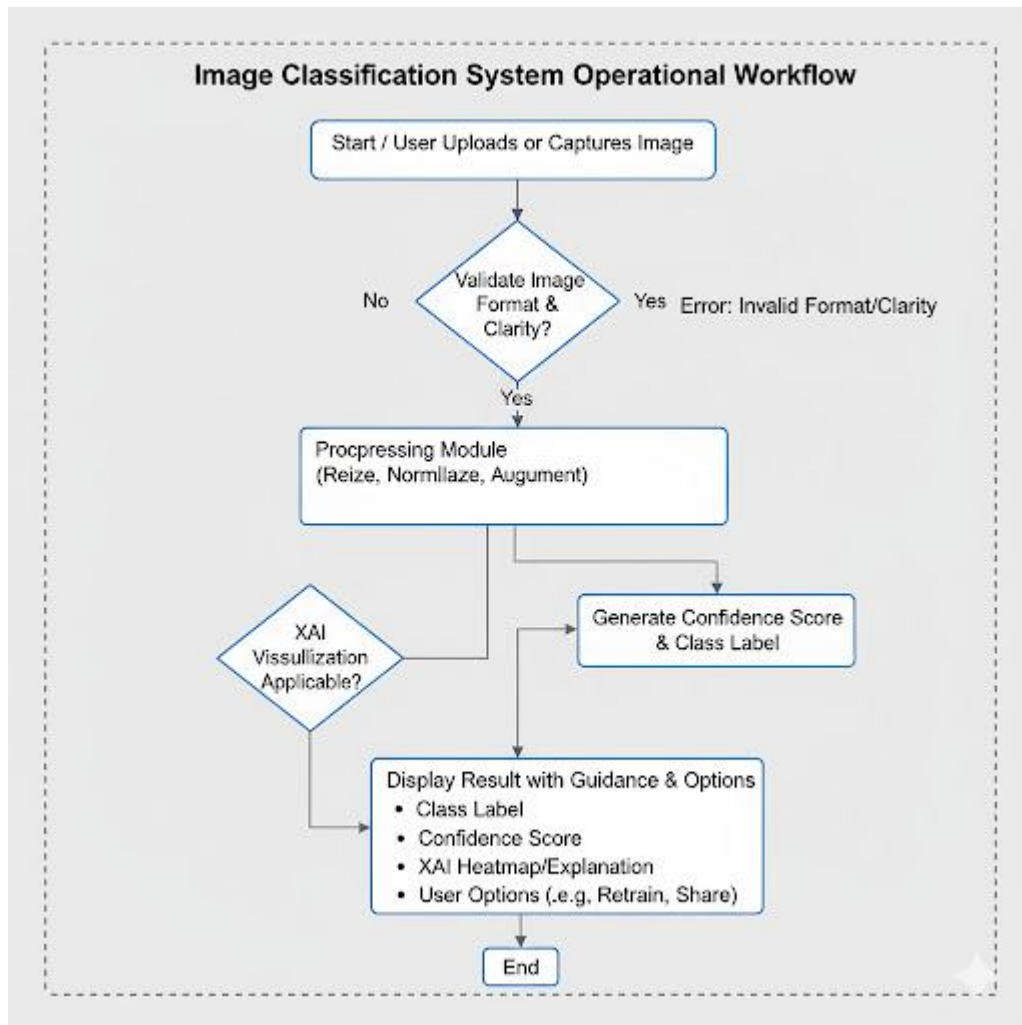 Image Classification System Operational Workflow
Start / User Uploads or Captures Image
Validate Image
Format &
Clarity?
No
Yes
Error: Invalid Format/Clarity
Yes
Procpressing Module
(Reize, Normllaze, Augument)
XAI
Vissullization
Applicable?
Generate Confidence Score
& Class Label
Display Result with Guidance & Options
• Class Label
• Confidence Score
• XAI Heatmap/Explanation
• User Options (.e.g, Retrain, Share)
End